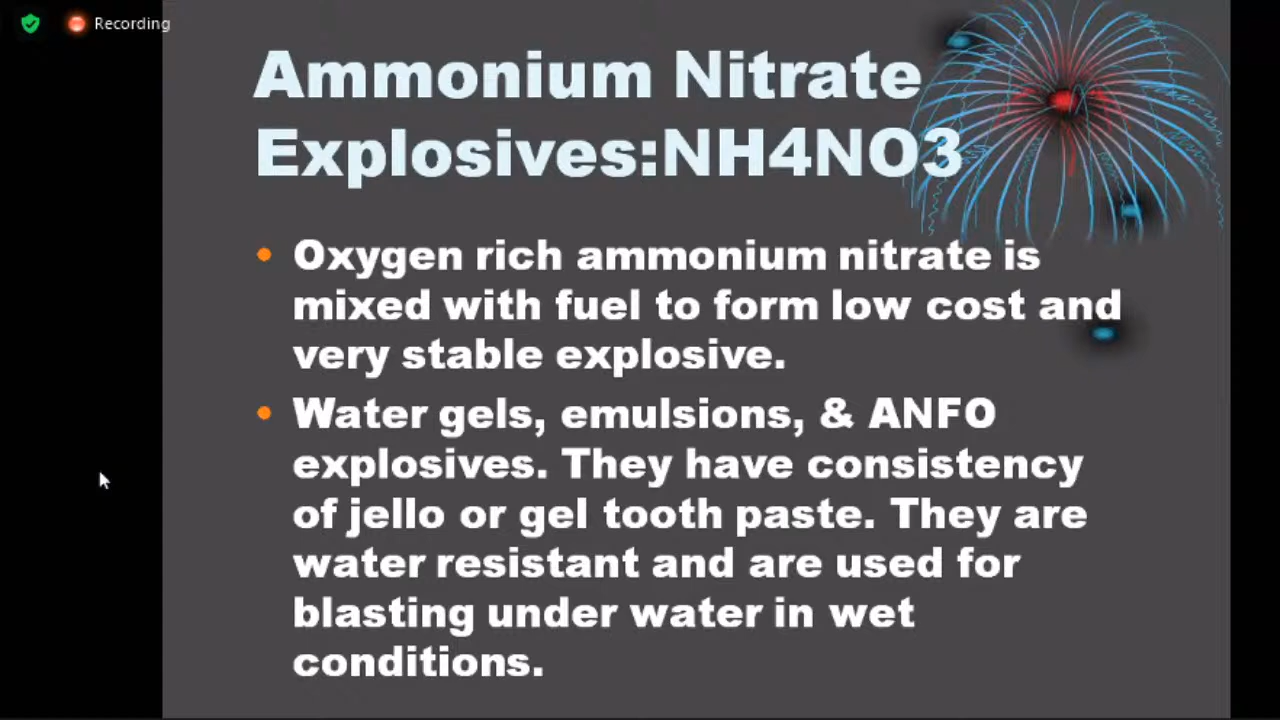 Recording
Ammonium Nitrate
Explosives:NH4NO3
Oxygen rich ammonium nitrate is
mixed with fuel to form low cost and
very stable explosive.
Water gels, emulsions, & ANFO
explosives. They have consistency
of jello or gel tooth paste. They are
water resistant and are used for
blasting under water in wet
conditions.